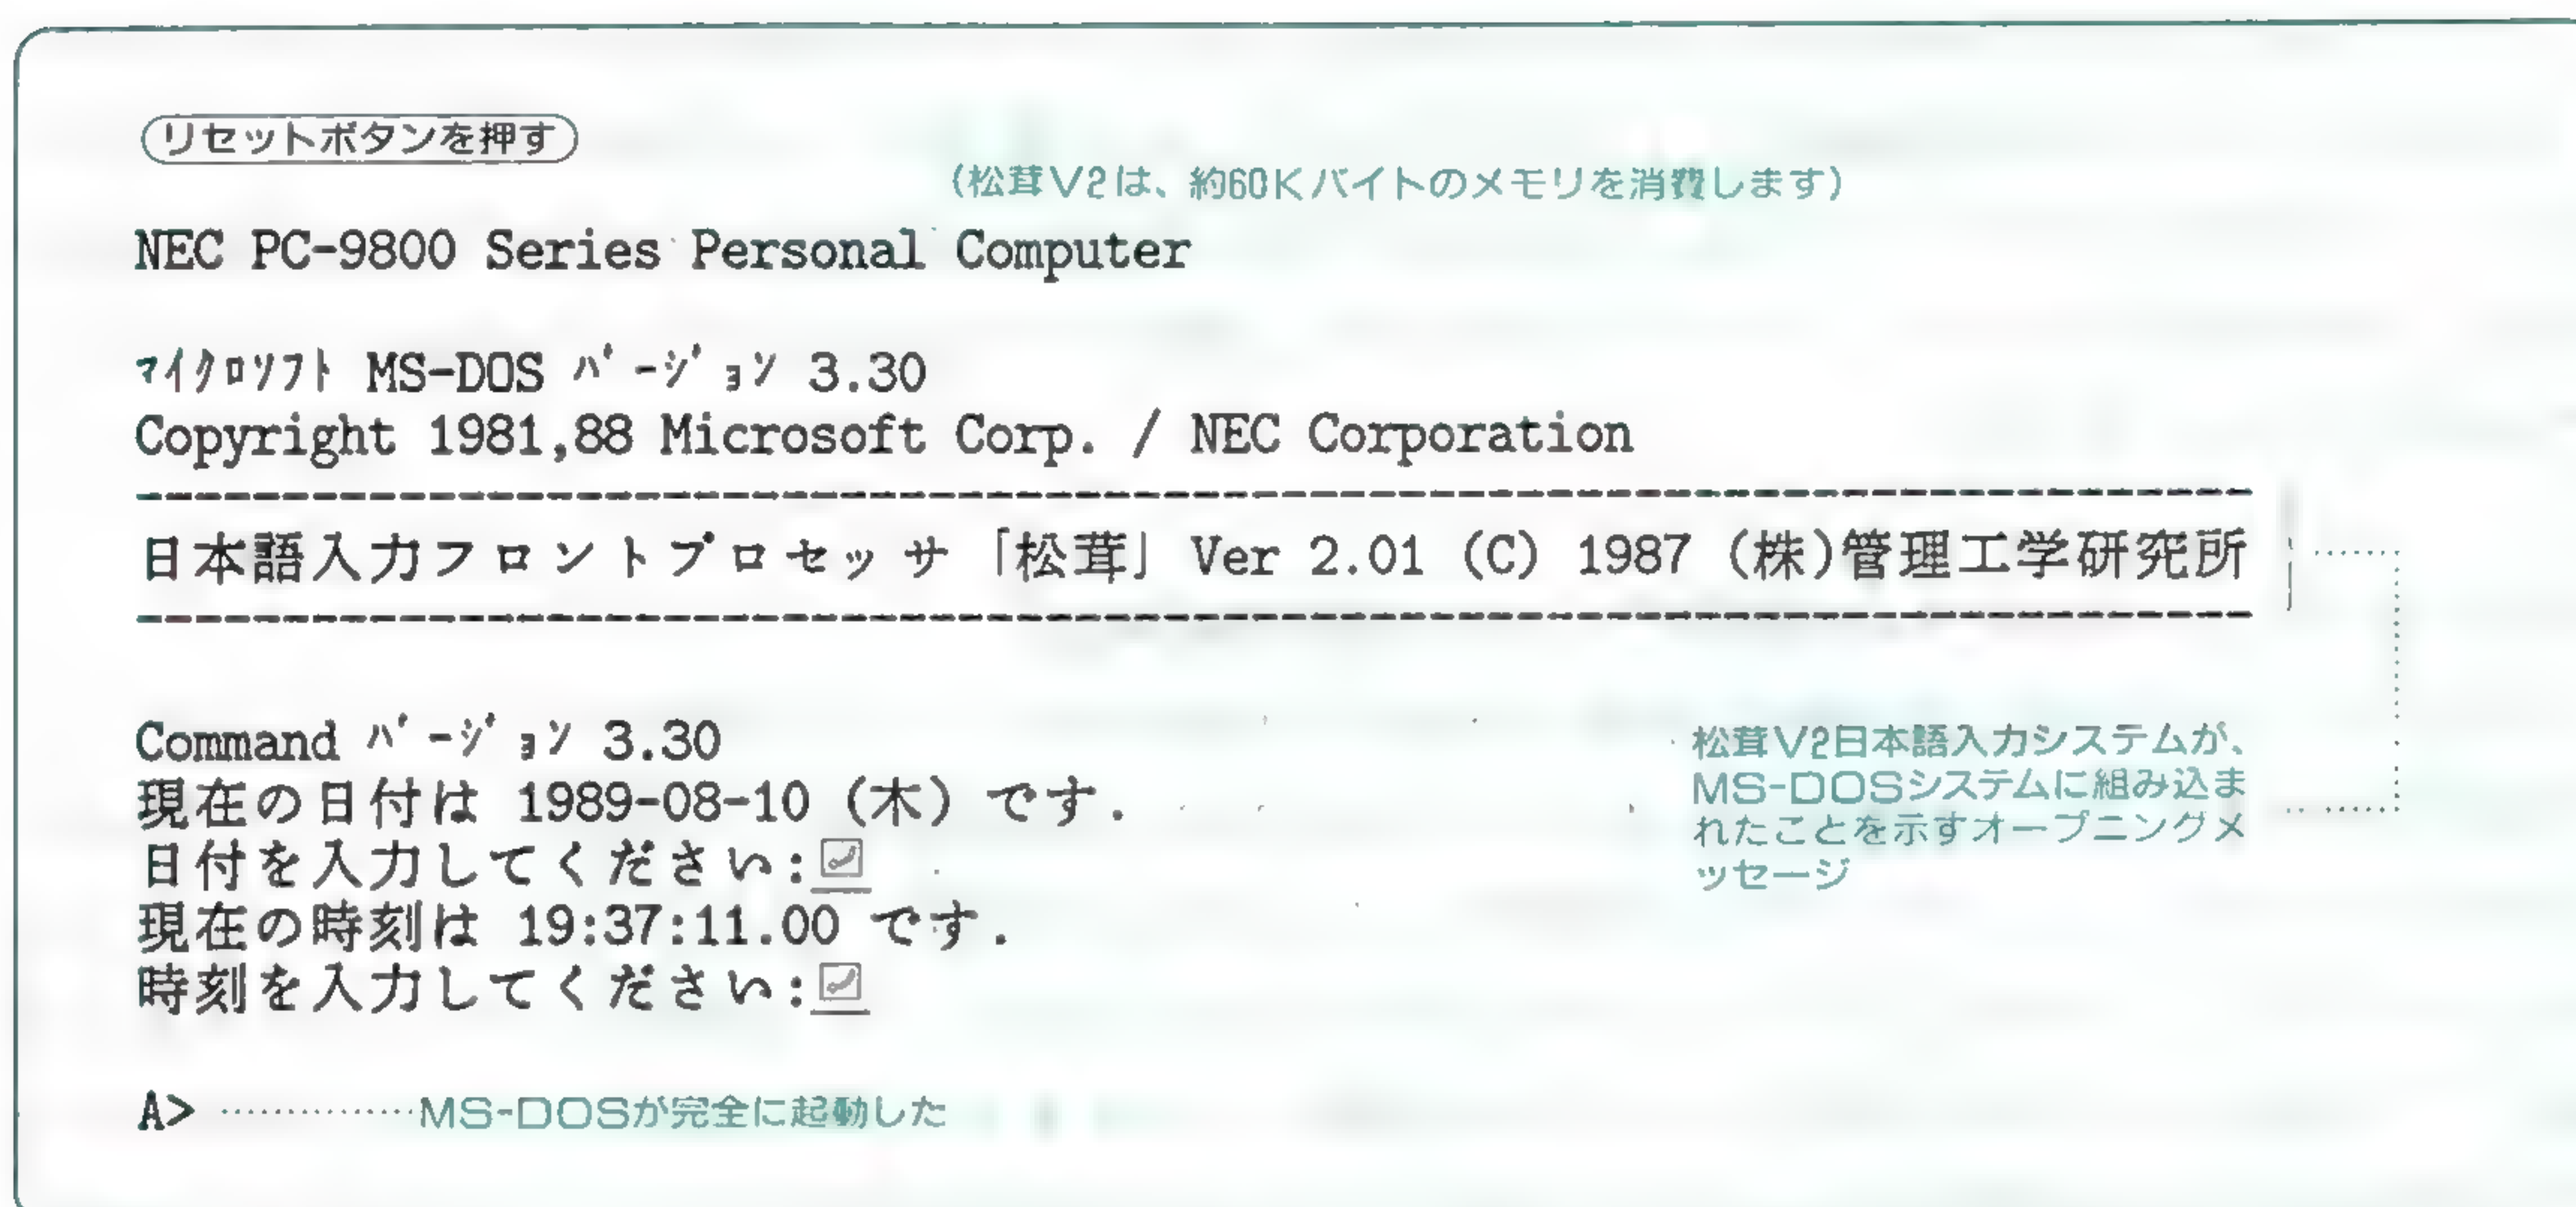 リセットボタンを押す
(松茸V2は、約60Kバイトのメモリを消費します)
NEC PC-9800 Series Personal Computer
ﾏｲｸﾛｿﾌﾄ MS-DOS ﾊﾞｰｼﾞｮﾝ 3.30
Copyright 1981,88 Microsoft Corp. / NEC Corporation
日本語入力フロントプロセッサ「松茸」Ver 2.01 (C) 1987 (株)管理工学研究所
Command ﾊﾞｰｼﾞｮﾝ 3.30
現在の日付は 1989-08-10 (木) です.
日付を入力してください:
現在の時刻は 19:37:11.00 です.
時刻を入力してください:
松茸V2日本語入力システムが、
MS-DOSシステムに組み込ま
れたことを示すオープニングメ
ッセージ
A> ·············MS-DOSが完全に起動した